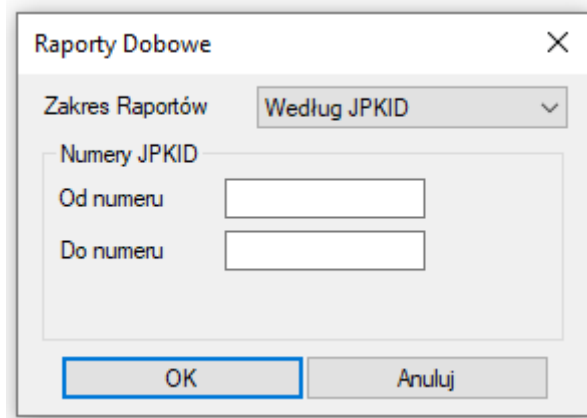 Raporty Dobowe
Zakres Raportów Według JPKID
Numery JPKID
Od numeru
Do numeru
OK Anuluj